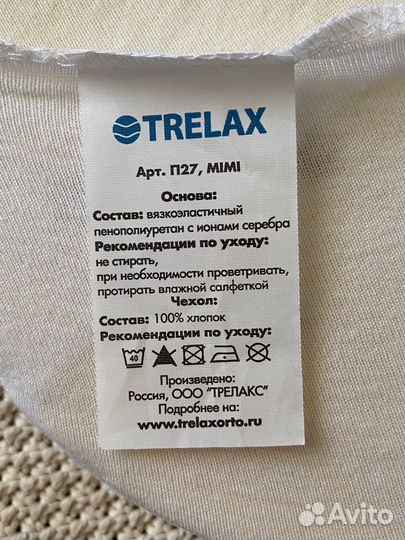 TRELAX
Арт. П27, MIMI
Основа:
Состав: вязкоэластичный
пенополиуретан с ионами серебра
Рекомендации по уходу:
не стирать,
при необходимости проветривать,
протирать влажной салфеткой
Чехол:
Состав: 100% хлопок
Рекомендации по уходу:
40
Произведено:
Россия, ООО "ТРЕЛАКС"
Подробнее на:
www.trelaxorto.ru
Avito